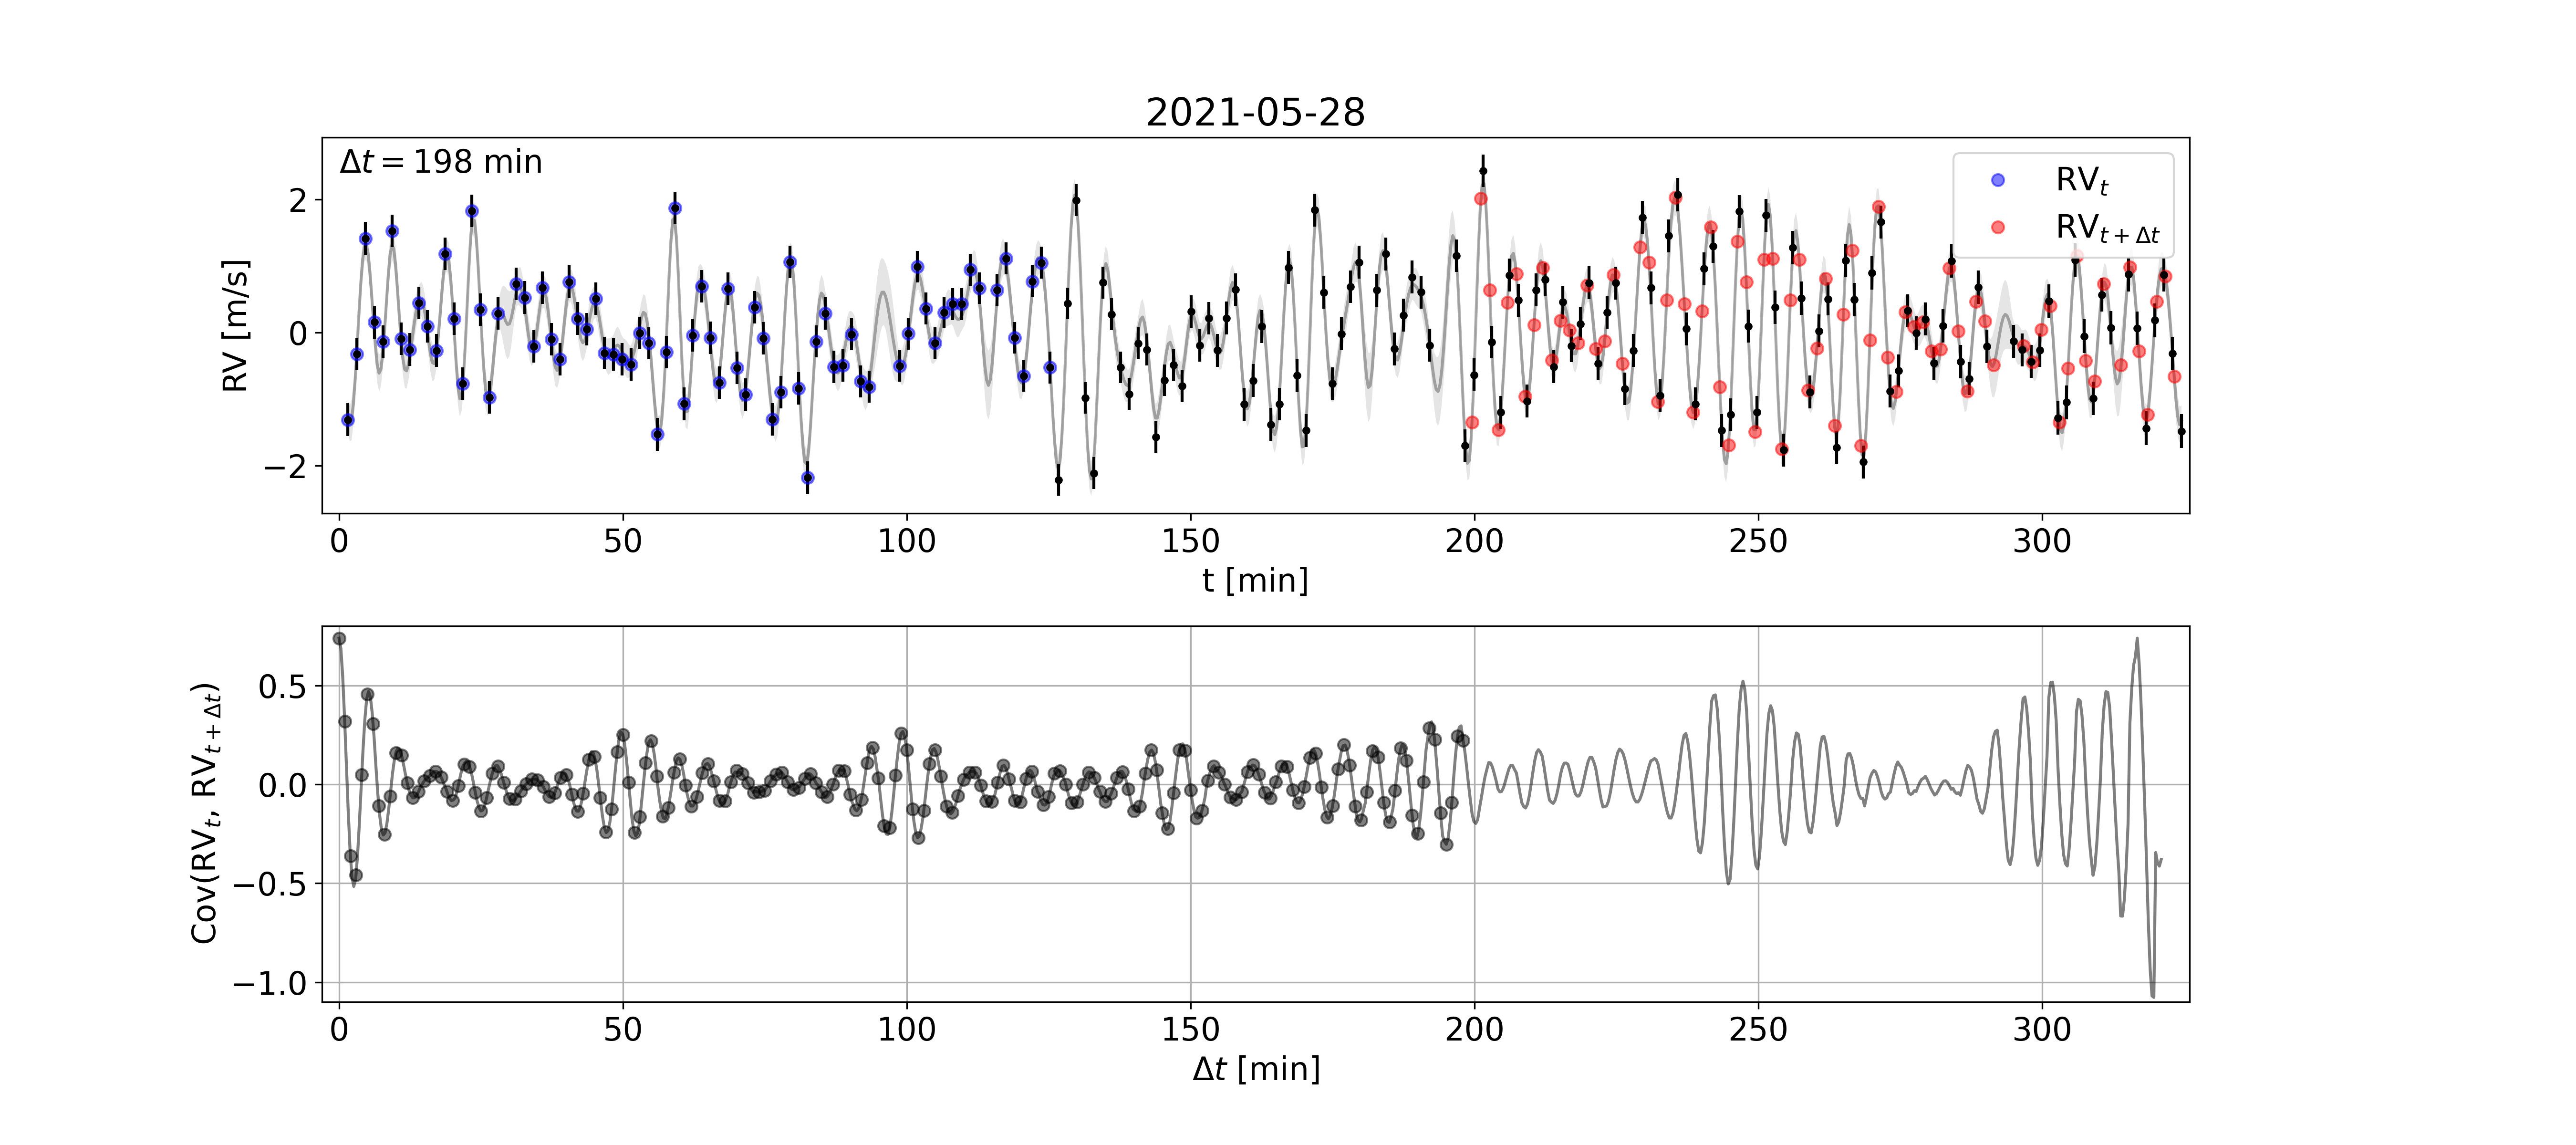 2021-05-28
Δt = 198 min
RV_t
RV_{t+Δt}
RV [m/s]
2
0
−2
0 50 100 150 200 250 300
t [min]
Cov(RV_t, RV_{t+Δt})
0.5
0.0
−0.5
−1.0
0 50 100 150 200 250 300
Δt [min]